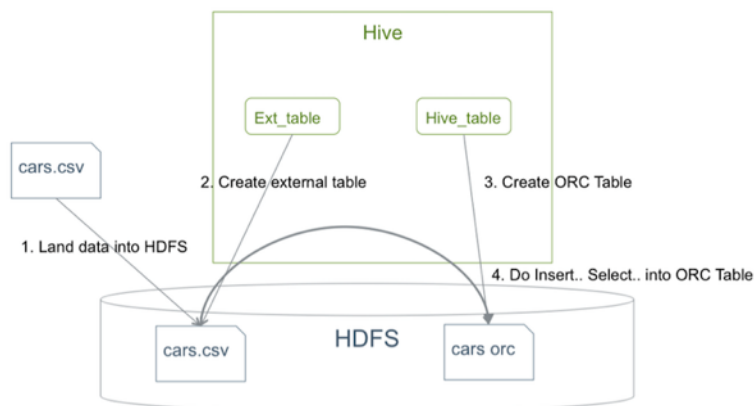 Hive
Ext_table
Hive_table
cars.csv
2. Create external table
3. Create ORC Table
1. Land data into HDFS
4. Do Insert.. Select.. into ORC Table
cars.csv
HDFS
cars orc